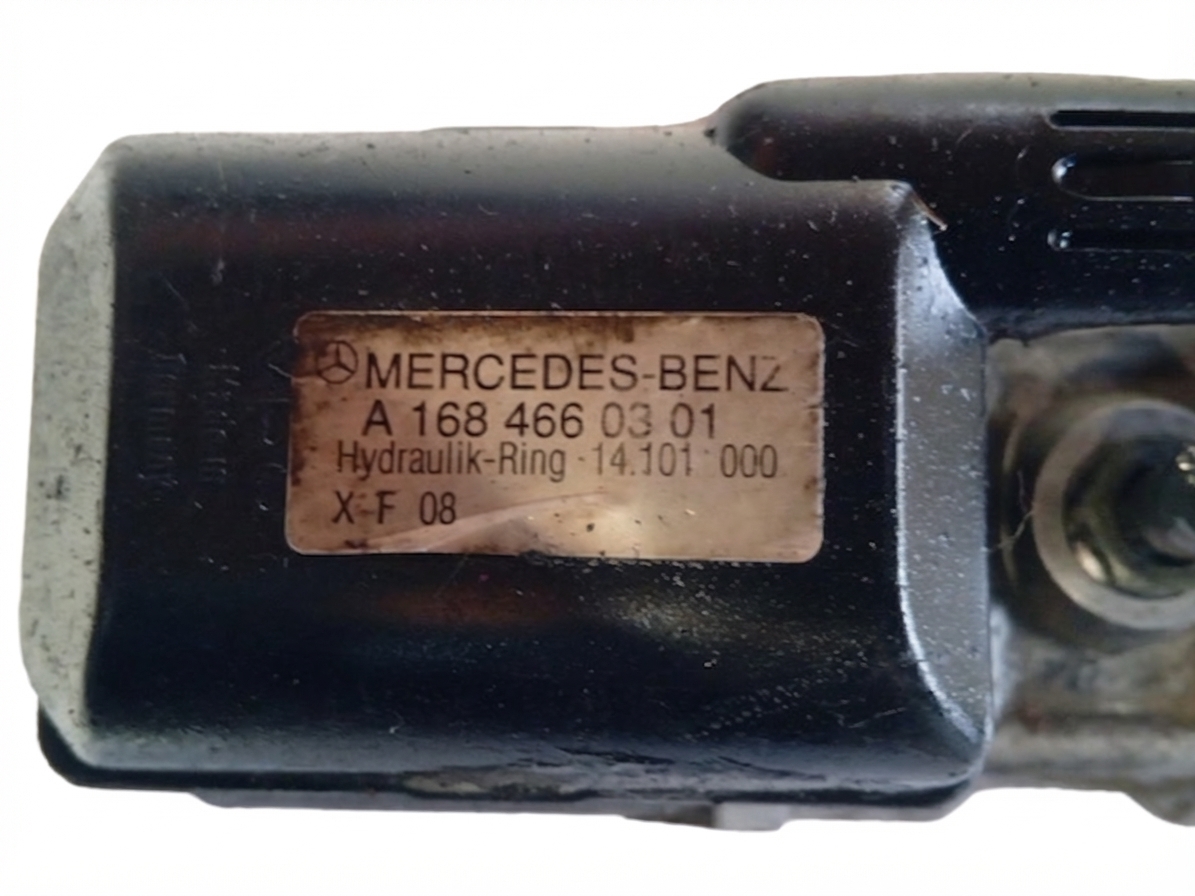 MERCEDES-BENZ
A 168 466 03 01
Hydraulik-Ring 14.101 000
X-F 08